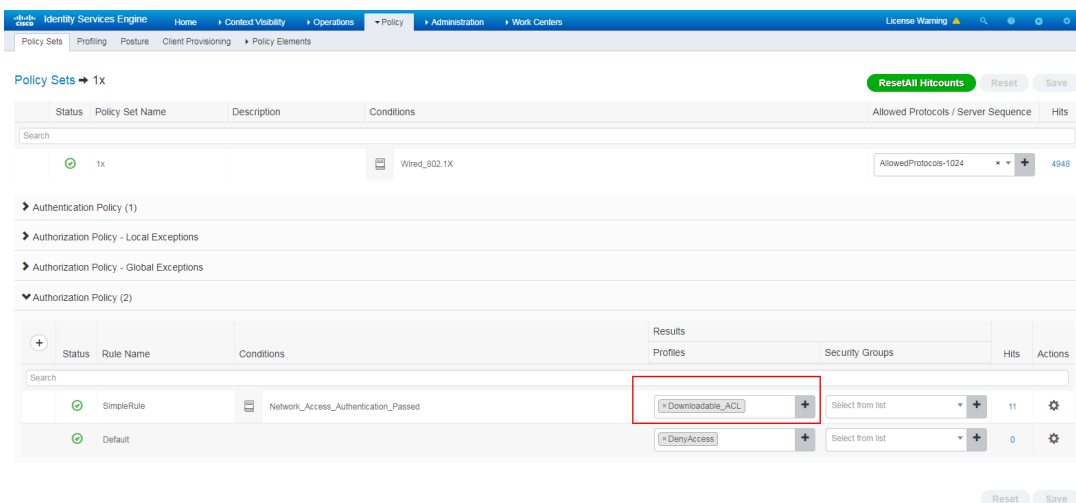 cisco Identity Services Engine Home Context Visibility Operations Policy Administration Work Centers License Warning
Policy Sets Profiling Posture Client Provisioning Policy Elements
Policy Sets → 1x ResetAll Hitcounts Reset Save
Status Policy Set Name Description Conditions Allowed Protocols / Server Sequence Hits
Search
1x Wired_802.1X AllowedProtocols-1024 × + 4948
Authentication Policy (1)
Authorization Policy - Local Exceptions
Authorization Policy - Global Exceptions
Authorization Policy (2)
Results
+ Status Rule Name Conditions Profiles Security Groups Hits Actions
Search
SimpleRule Network_Access_Authentication_Passed × Downloadable_ACL + Select from list + 11
Default × DenyAccess + Select from list + 0
Reset Save